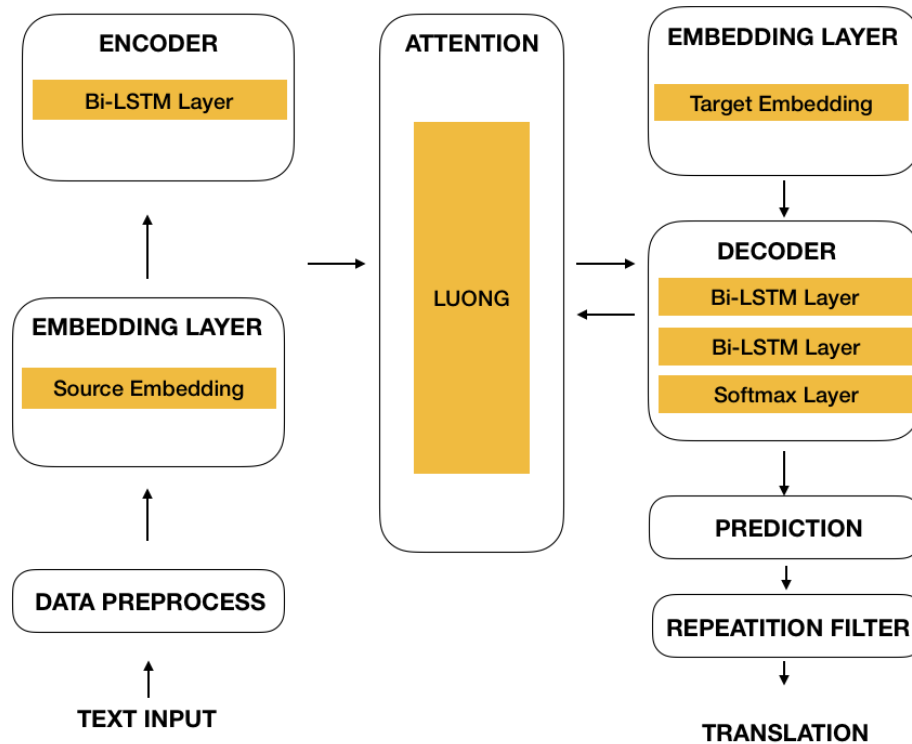 ENCODER
Bi-LSTM Layer
EMBEDDING LAYER
Source Embedding
DATA PREPROCESS
TEXT INPUT
ATTENTION
LUONG
EMBEDDING LAYER
Target Embedding
DECODER
Bi-LSTM Layer
Bi-LSTM Layer
Softmax Layer
PREDICTION
REPEATITION FILTER
TRANSLATION